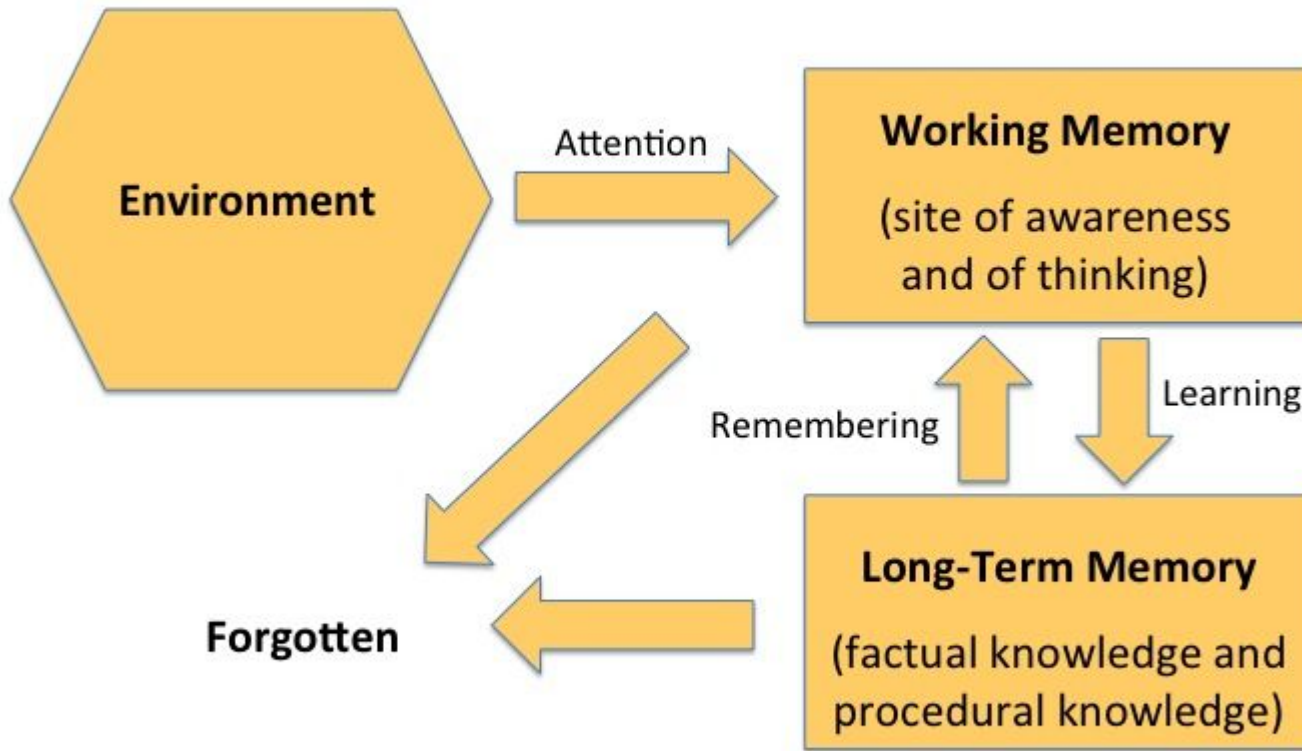 Environment
Attention
Working Memory
(site of awareness
and of thinking)
Remembering
Learning
Long-Term Memory
(factual knowledge and
procedural knowledge)
Forgotten